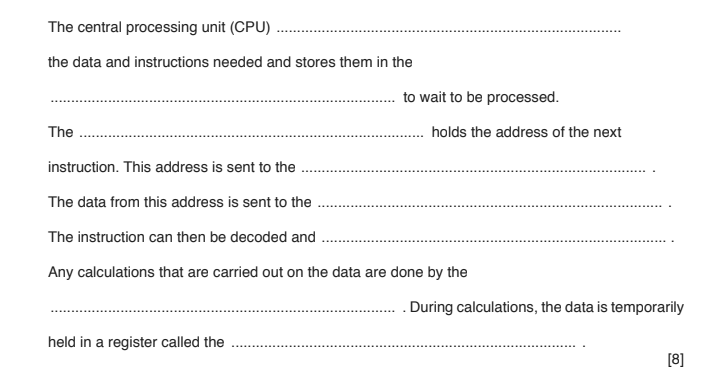 The central processing unit (CPU) ....................................................................................
the data and instructions needed and stores them in the
.................................................................................... to wait to be processed.
The .................................................................................... holds the address of the next
instruction. This address is sent to the .................................................................................... .
The data from this address is sent to the .................................................................................... .
The instruction can then be decoded and .................................................................................... .
Any calculations that are carried out on the data are done by the
.................................................................................... . During calculations, the data is temporarily
held in a register called the .................................................................................... .
[8]